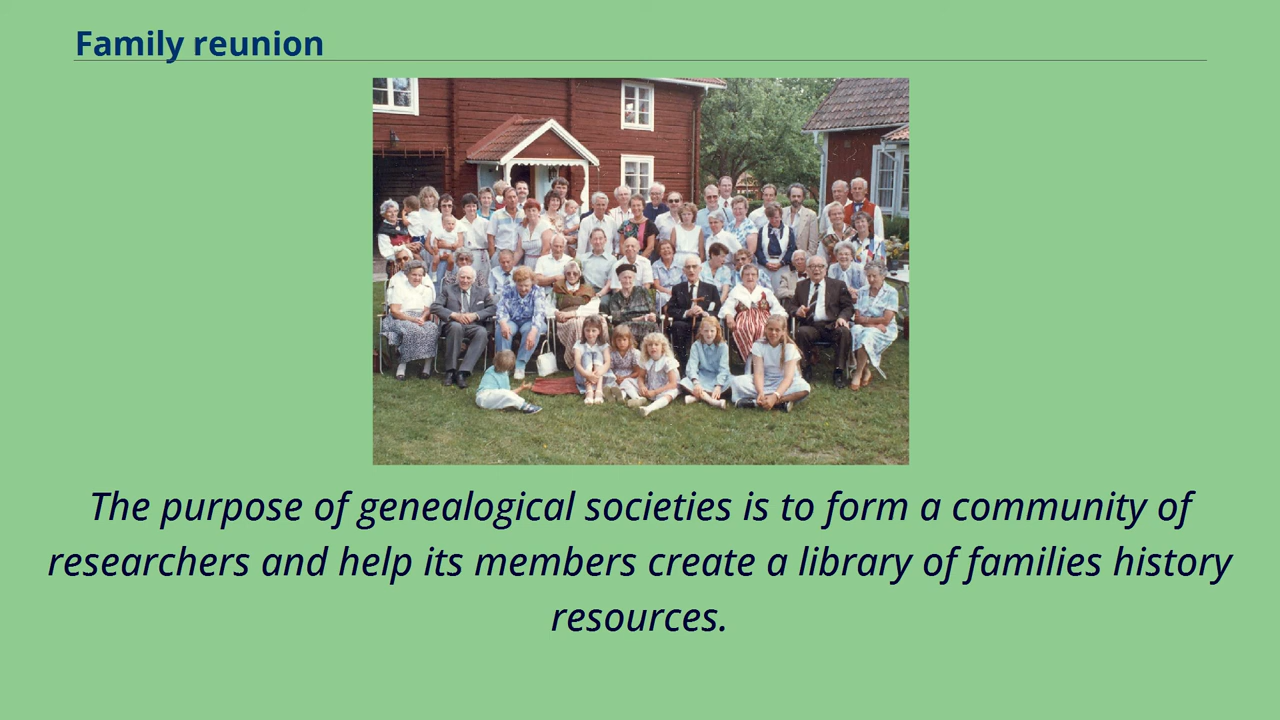 Family reunion
The purpose of genealogical societies is to form a community of
researchers and help its members create a library of families history
resources.